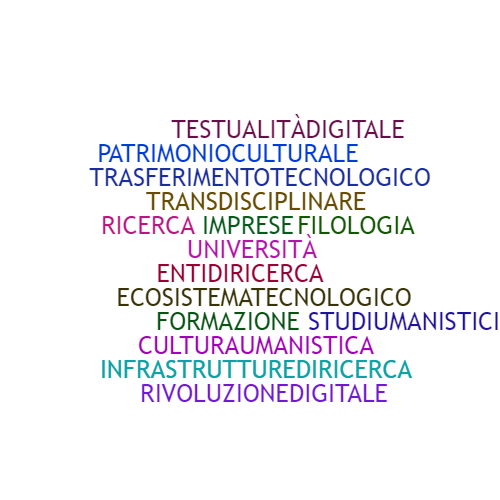 TESTUALITÀDIGITALE
PATRIMONIOCULTURALE
TRASFERIMENTOTECNOLOGICO
TRANSDISCIPLINARE
RICERCA IMPRESE FILOLOGIA
UNIVERSITÀ
ENTIDIRICERCA
ECOSISTEMATECNOLOGICO
FORMAZIONE STUDIUMANISTICI
CULTURAUMANISTICA
INFRASTRUTTUREDIRICERCA
RIVOLUZIONEDIGITALE